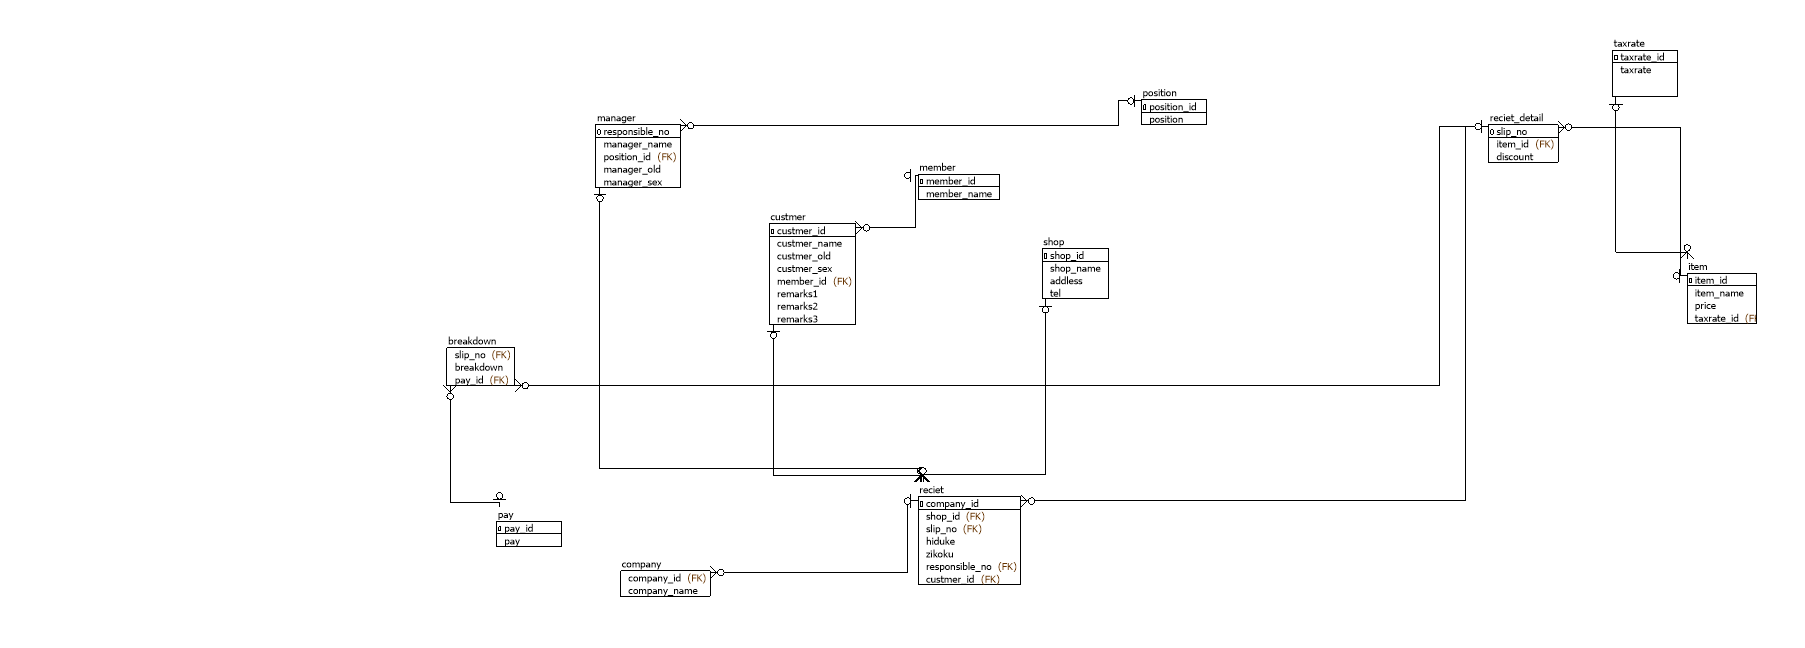 taxrate
taxrate_id
taxrate
position
position_id
position
manager
responsible_no
manager_name
position_id (FK)
manager_old
manager_sex
reciet_detail
slip_no
item_id (FK)
discount
member
member_id
member_name
custmer
custmer_id
custmer_name
custmer_old
custmer_sex
member_id (FK)
remarks1
remarks2
remarks3
shop
shop_id
shop_name
addless
tel
item
item_id
item_name
price
taxrate_id (F
breakdown
slip_no (FK)
breakdown
pay_id (FK)
reciet
company_id
shop_id (FK)
slip_no (FK)
hiduke
zikoku
responsible_no (FK)
custmer_id (FK)
pay
pay_id
pay
company
company_id (FK)
company_name